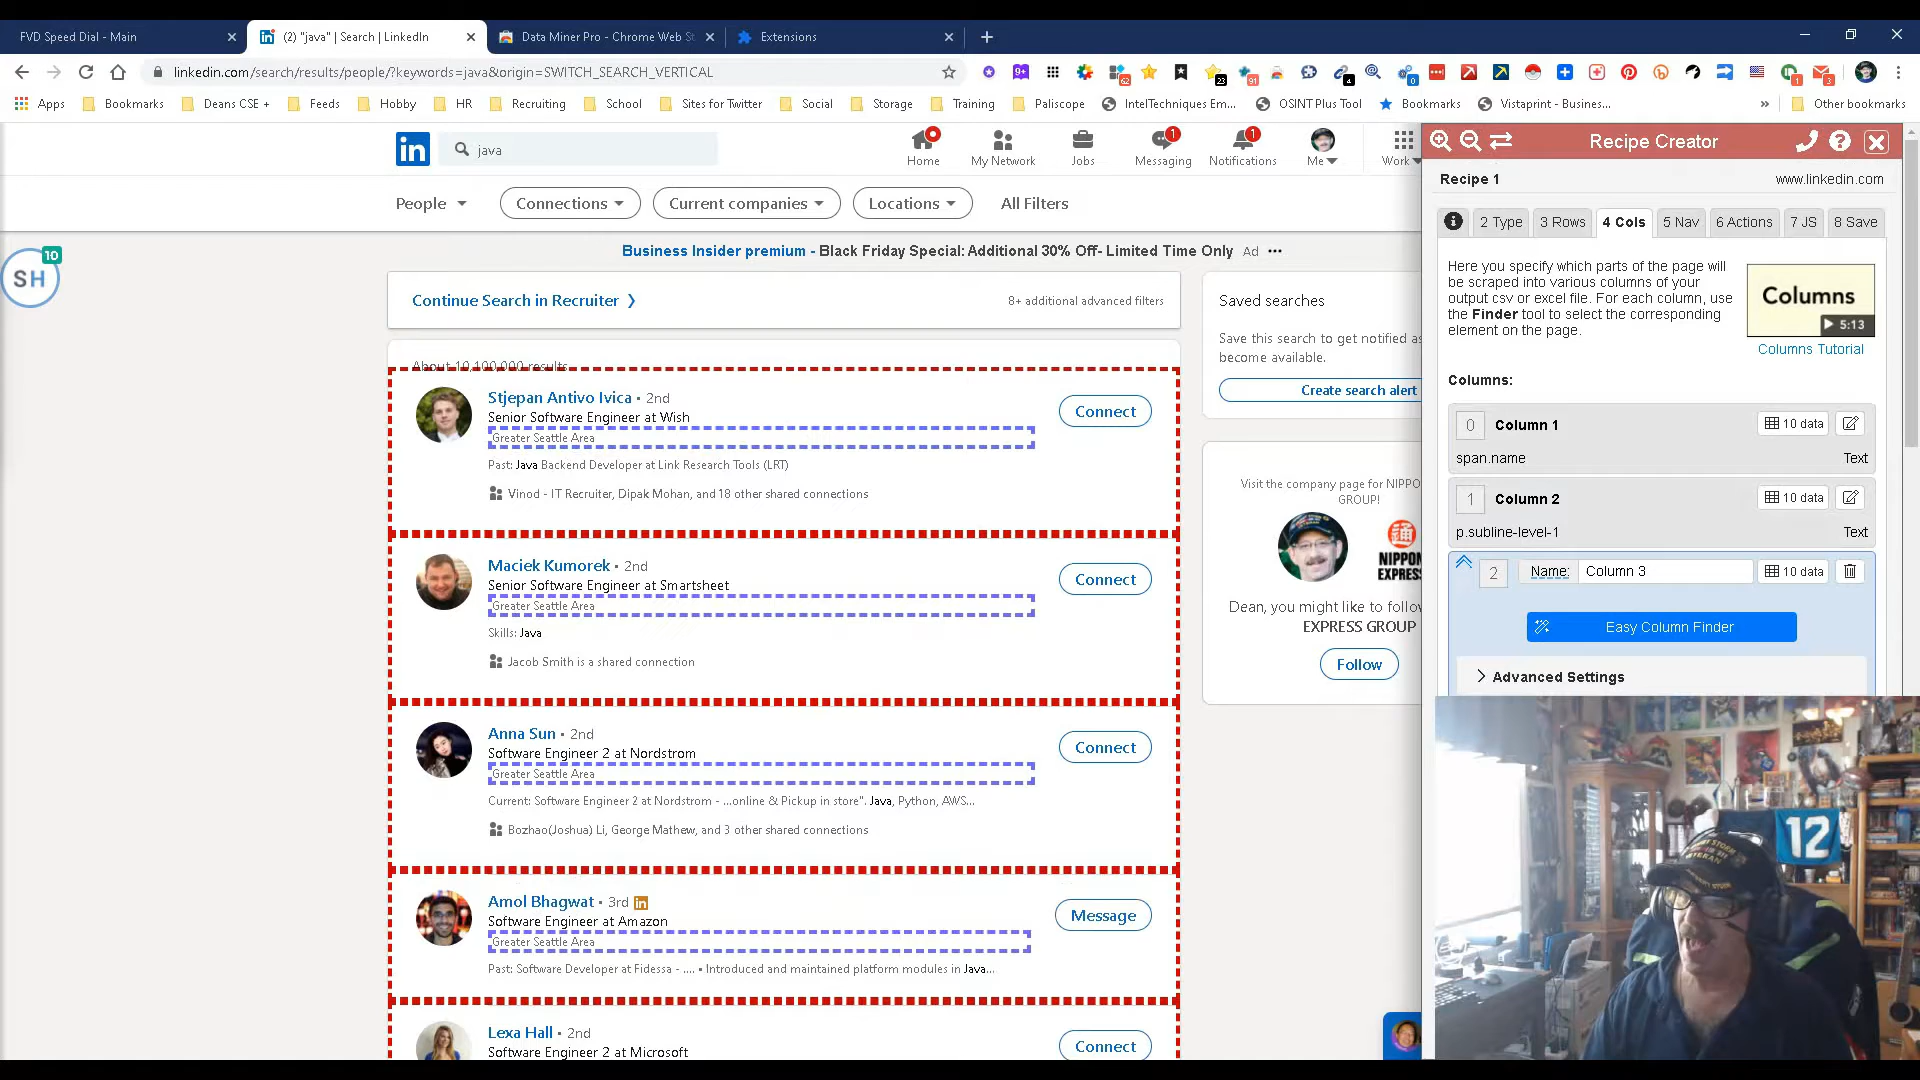 FVD Speed Dial - Main
(2) "java" | Search | LinkedIn
Data Miner Pro - Chrome Web St
Extensions
linkedin.com/search/results/people/?keywords=java&origin=SWITCH_SEARCH_VERTICAL
Apps
Bookmarks
Deans CSE +
Feeds
Hobby
HR
Recruiting
School
Sites for Twitter
Social
Storage
Training
Paliscope
IntelTechniques Em...
OSINT Plus Tool
Bookmarks
Vistaprint - Busines...
Other bookmarks
java
Home
My Network
Jobs
1
Messaging
1
Notifications
Me
Work
People
Connections
Current companies
Locations
All Filters
Business Insider premium - Black Friday Special: Additional 30% Off- Limited Time Only Ad
SH
10
Continue Search in Recruiter
8+ additional advanced filters
About 10,100,000 results
Stjepan Antivo Ivica • 2nd
Senior Software Engineer at Wish
Greater Seattle Area
Past: Java Backend Developer at Link Research Tools (LRT)
Vinod - IT Recruiter, Dipak Mohan, and 18 other shared connections
Connect
Maciek Kumorek • 2nd
Senior Software Engineer at Smartsheet
Greater Seattle Area
Skills: Java
Jacob Smith is a shared connection
Connect
Anna Sun • 2nd
Software Engineer 2 at Nordstrom
Greater Seattle Area
Current: Software Engineer 2 at Nordstrom - ...online & Pickup in store". Java, Python, AWS...
Bozhao(Joshua) Li, George Mathew, and 3 other shared connections
Connect
Amol Bhagwat • 3rd
Software Engineer at Amazon
Greater Seattle Area
Past: Software Developer at Fidessa - .... • Introduced and maintained platform modules in Java...
Message
Lexa Hall • 2nd
Software Engineer 2 at Microsoft
Connect
Saved searches
Save this search to get notified as
become available.
Create search alert
Visit the company page for NIPPO
GROUP!
NIPPON
EXPRESS
Dean, you might like to follow
EXPRESS GROUP
Follow
Recipe Creator
Recipe 1
www.linkedin.com
2 Type
3 Rows
4 Cols
5 Nav
6 Actions
7 JS
8 Save
Here you specify which parts of the page will
be scraped into various columns of your
output csv or excel file. For each column, use
the Finder tool to select the corresponding
element on the page.
Columns
5:13
Columns Tutorial
Columns:
0
Column 1
10 data
span.name
Text
1
Column 2
10 data
p.subline-level-1
Text
2
Name:
Column 3
10 data
Easy Column Finder
Advanced Settings
12